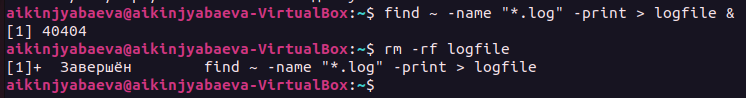 aikinjyabaeva@aikinjyabaeva-VirtualBox:~$ find ~ -name "*.log" -print > logfile &
[1] 40404
aikinjyabaeva@aikinjyabaeva-VirtualBox:~$ rm -rf logfile
[1]+  Завершён        find ~ -name "*.log" -print > logfile
aikinjyabaeva@aikinjyabaeva-VirtualBox:~$